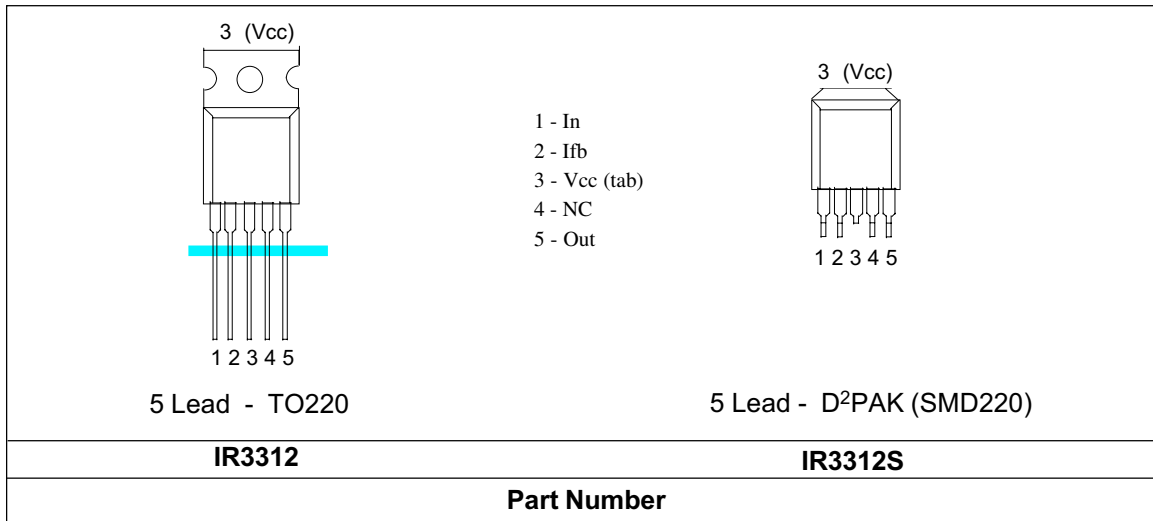 3 (Vcc)
1 2 3 4 5
5 Lead - TO220
1 - In
2 - Ifb
3 - Vcc (tab)
4 - NC
5 - Out
3 (Vcc)
1 2 3 4 5
5 Lead - D²PAK (SMD220)
IR3312
IR3312S
Part Number